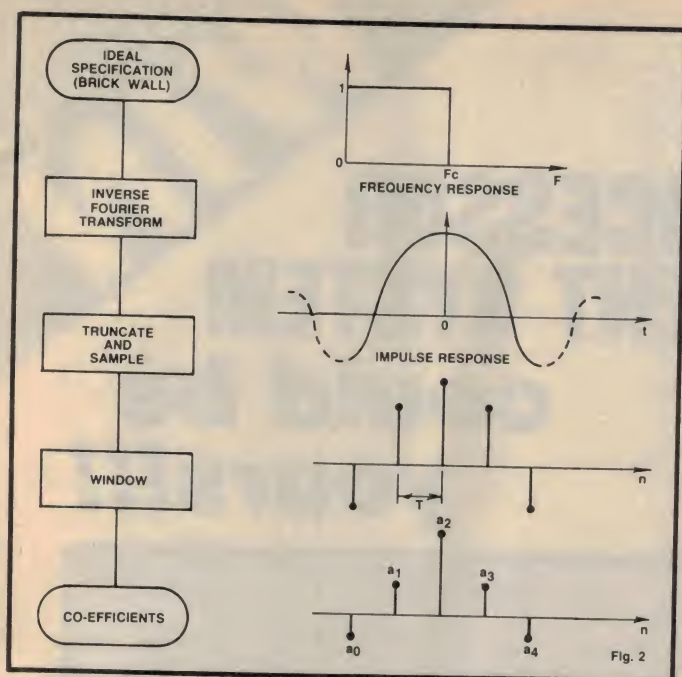 IDEAL
SPECIFICATION
(BRICK WALL)
1
0
Fc
F
FREQUENCY RESPONSE
INVERSE
FOURIER
TRANSFORM
0
t
IMPULSE RESPONSE
TRUNCATE
AND
SAMPLE
n
T
WINDOW
a2
a1
a3
n
CO-EFFICIENTS
a0
a4
Fig. 2